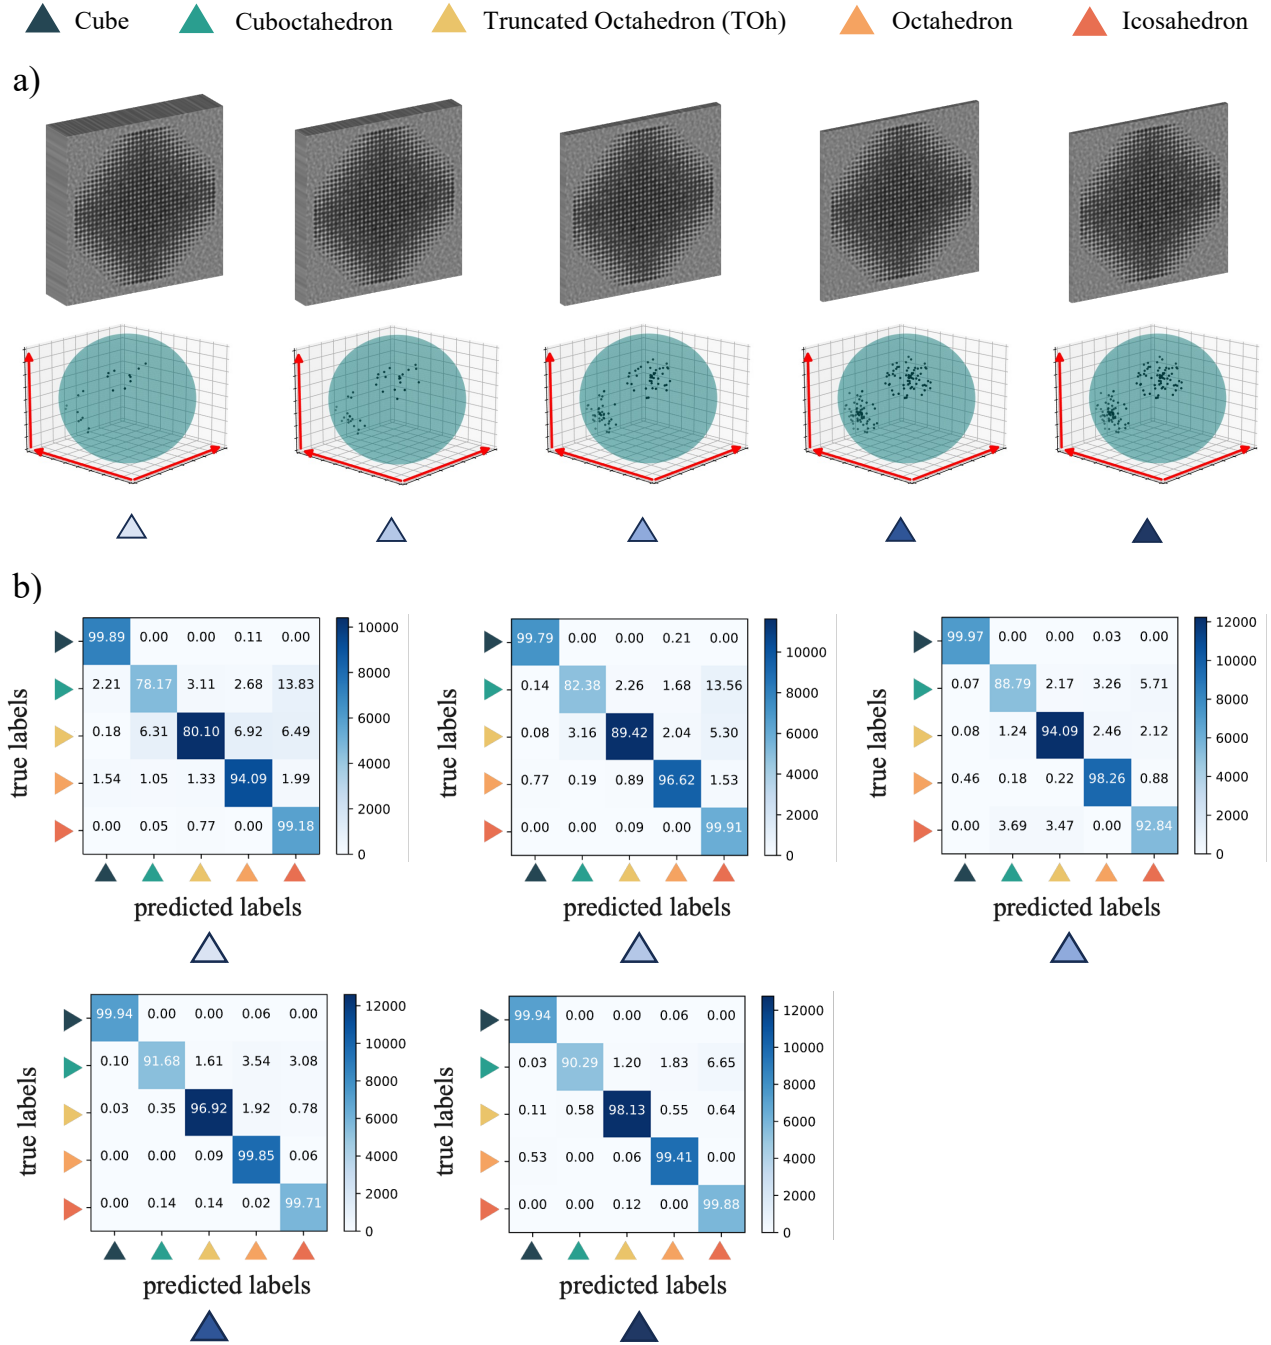 Cube Cuboctahedron Truncated Octahedron (TOh) Octahedron Icosahedron
a)
b)
true labels
99.89 0.00 0.00 0.11 0.00
2.21 78.17 3.11 2.68 13.83
0.18 6.31 80.10 6.92 6.49
1.54 1.05 1.33 94.09 1.99
0.00 0.05 0.77 0.00 99.18
10000
8000
6000
4000
2000
0
predicted labels
true labels
99.79 0.00 0.00 0.21 0.00
0.14 82.38 2.26 1.68 13.56
0.08 3.16 89.42 2.04 5.30
0.77 0.19 0.89 96.62 1.53
0.00 0.00 0.09 0.00 99.91
10000
8000
6000
4000
2000
0
predicted labels
true labels
99.97 0.00 0.00 0.03 0.00
0.07 88.79 2.17 3.26 5.71
0.08 1.24 94.09 2.46 2.12
0.46 0.18 0.22 98.26 0.88
0.00 3.69 3.47 0.00 92.84
12000
10000
8000
6000
4000
2000
0
predicted labels
true labels
99.94 0.00 0.00 0.06 0.00
0.10 91.68 1.61 3.54 3.08
0.03 0.35 96.92 1.92 0.78
0.00 0.00 0.09 99.85 0.06
0.00 0.14 0.14 0.02 99.71
12000
10000
8000
6000
4000
2000
0
predicted labels
true labels
99.94 0.00 0.00 0.06 0.00
0.03 90.29 1.20 1.83 6.65
0.11 0.58 98.13 0.55 0.64
0.53 0.00 0.06 99.41 0.00
0.00 0.00 0.12 0.00 99.88
12000
10000
8000
6000
4000
2000
0
predicted labels